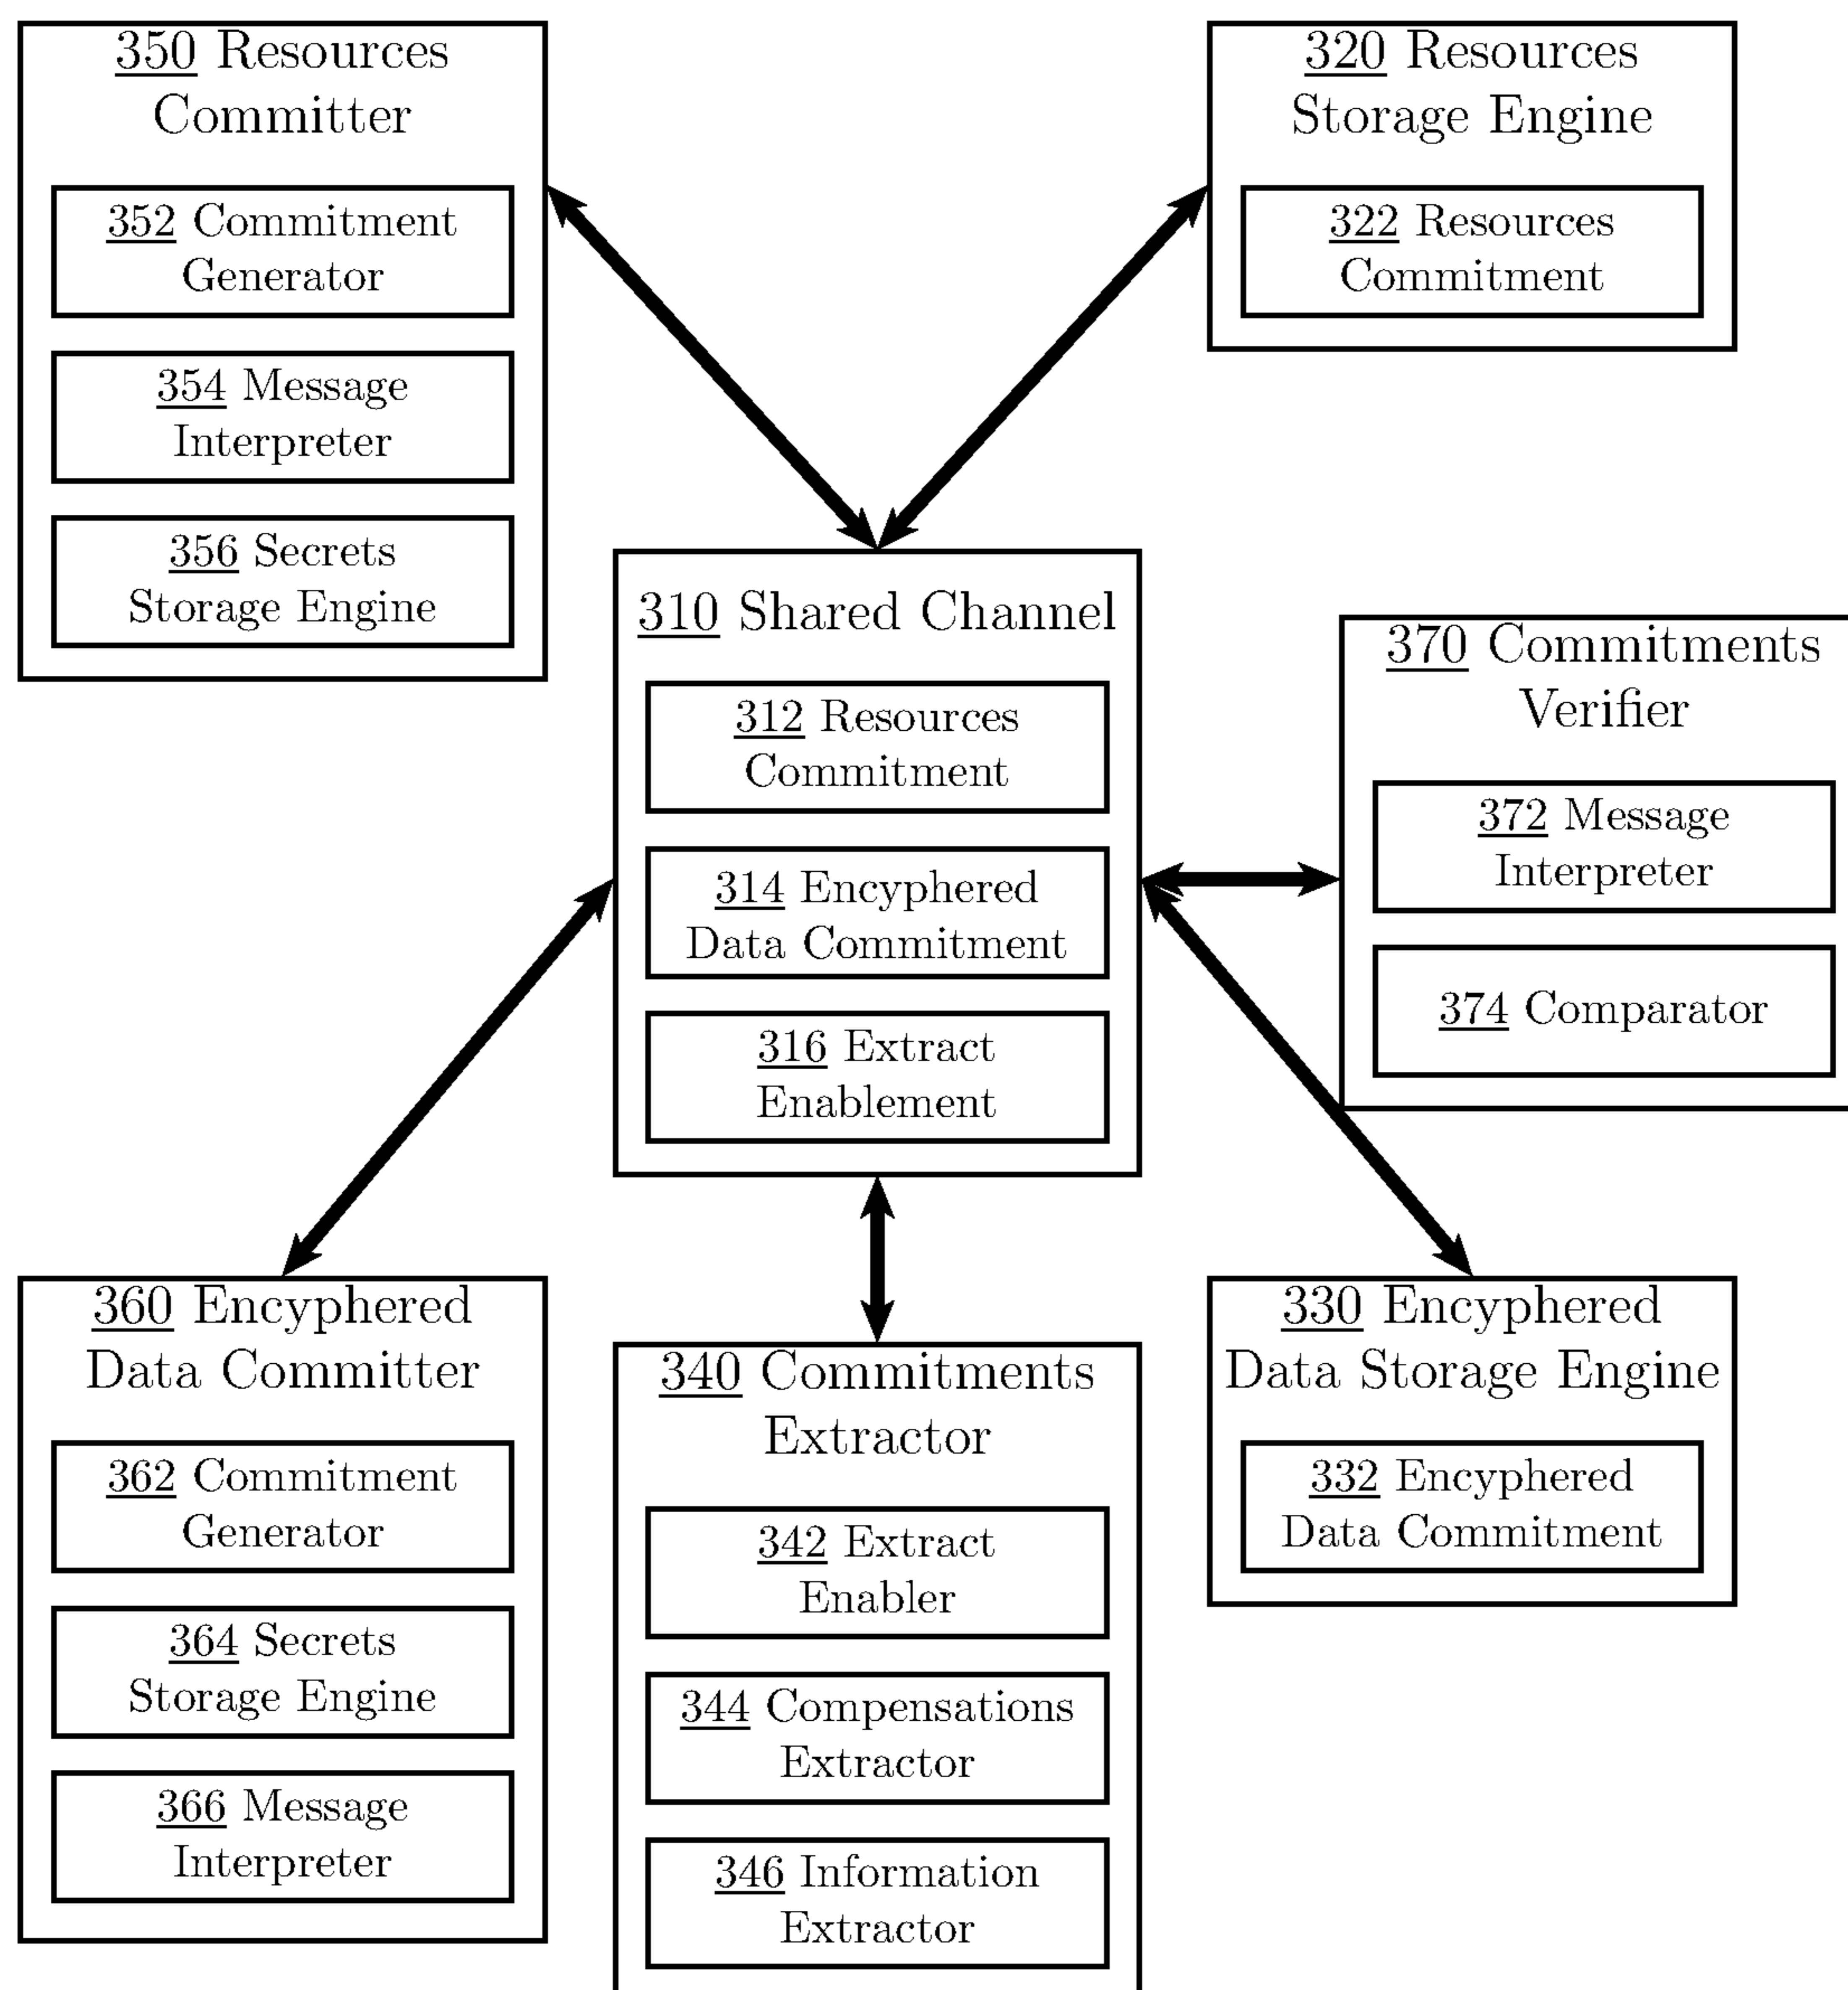 350 Resources
Committer
352 Commitment
Generator
354 Message
Interpreter
356 Secrets
Storage Engine
320 Resources
Storage Engine
322 Resources
Commitment
310 Shared Channel
312 Resources
Commitment
314 Encyphered
Data Commitment
316 Extract
Enablement
370 Commitments
Verifier
372 Message
Interpreter
374 Comparator
360 Encyphered
Data Committer
362 Commitment
Generator
364 Secrets
Storage Engine
366 Message
Interpreter
340 Commitments
Extractor
342 Extract
Enabler
344 Compensations
Extractor
346 Information
Extractor
330 Encyphered
Data Storage Engine
332 Encyphered
Data Commitment